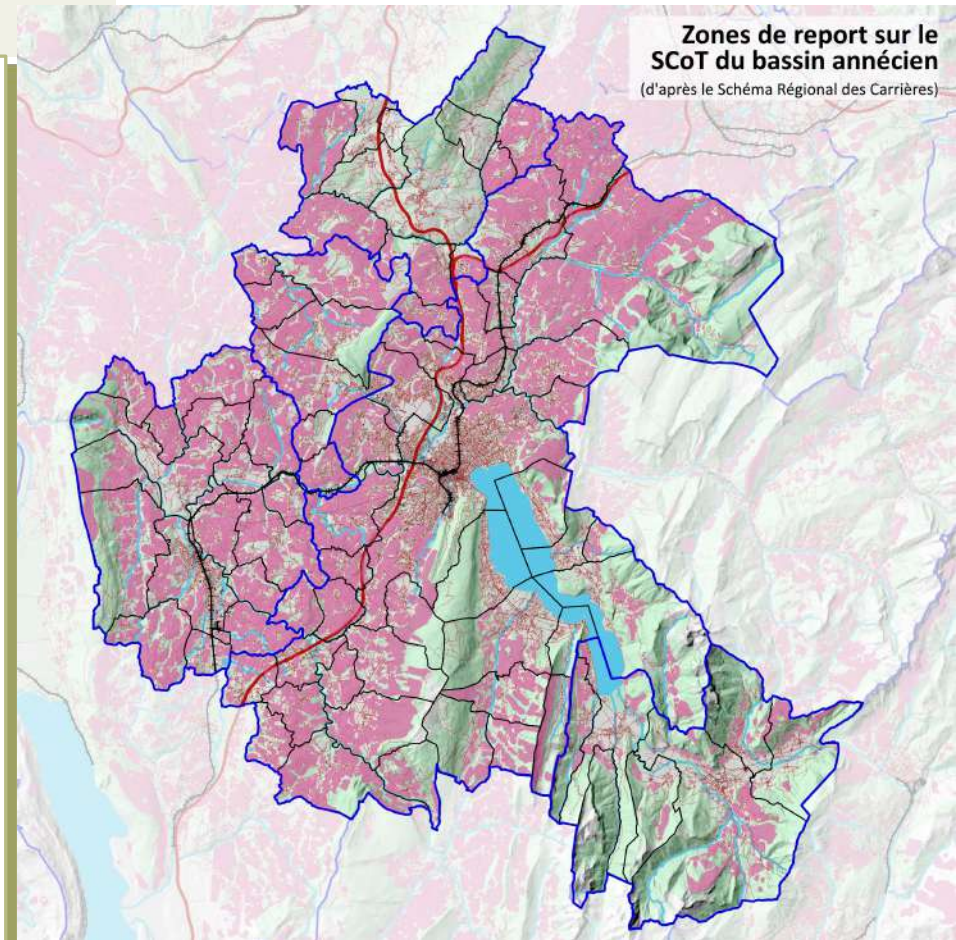 Zones de report sur le
SCoT du bassin annécien
(d'après le Schéma Régional des Carrières)